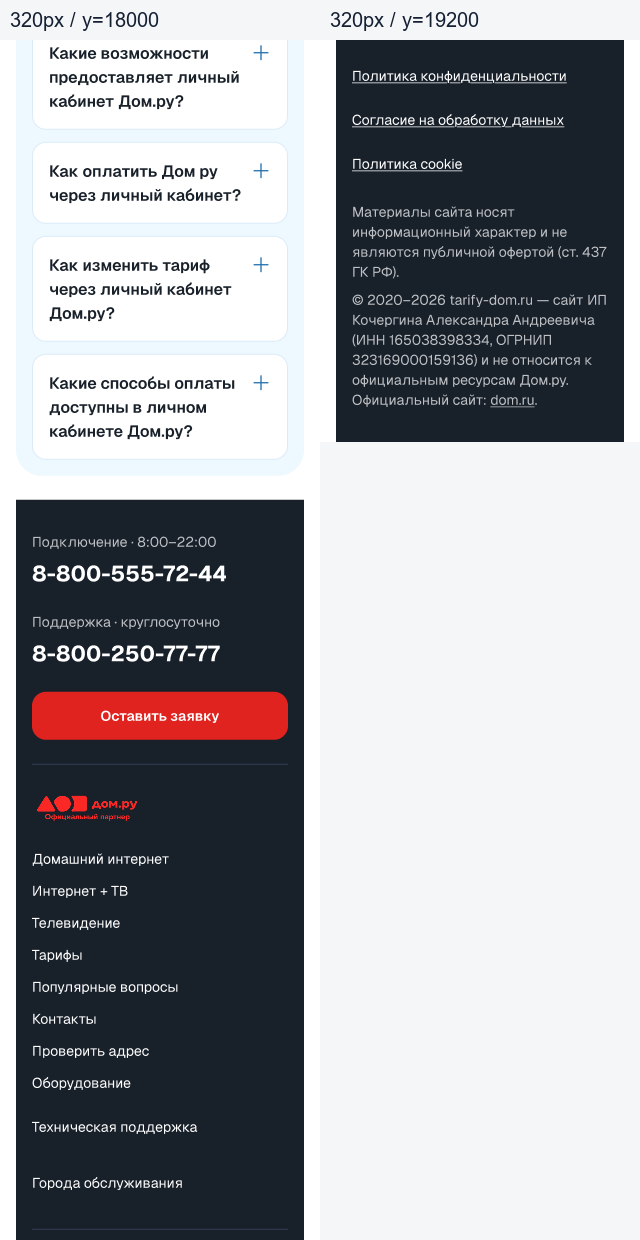 320px / y=18000
Какие возможности
предоставляет личный
кабинет Дом.ру?
Как оплатить Дом ру
через личный кабинет?
Как изменить тариф
через личный кабинет
Дом.ру?
Какие способы оплаты
доступны в личном
кабинете Дом.ру?
Подключение · 8:00–22:00
8-800-555-72-44
Поддержка · круглосуточно
8-800-250-77-77
Оставить заявку
дом.ру
Официальный партнер
Домашний интернет
Интернет + ТВ
Телевидение
Тарифы
Популярные вопросы
Контакты
Проверить адрес
Оборудование
Техническая поддержка
Города обслуживания
320px / y=19200
Политика конфиденциальности
Согласие на обработку данных
Политика cookie
Материалы сайта носят
информационный характер и не
являются публичной офертой (ст. 437
ГК РФ).
© 2020–2026 tarify-dom.ru — сайт ИП
Кочергина Александра Андреевича
(ИНН 165038398334, ОГРНИП
323169000159136) и не относится к
официальным ресурсам Дом.ру.
Официальный сайт: dom.ru.